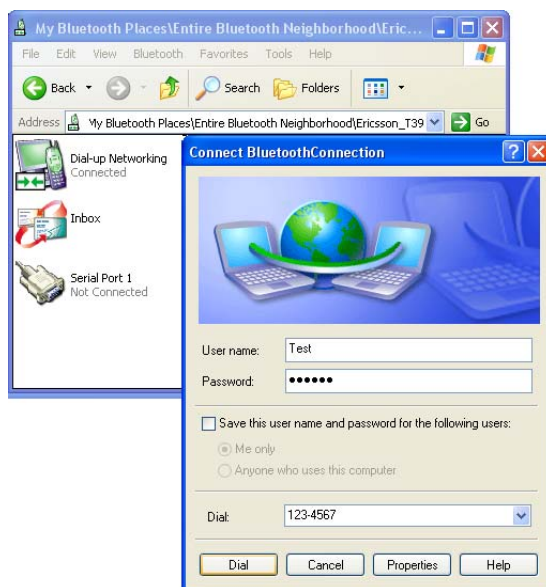 My Bluetooth Places\Entire Bluetooth Neighborhood\Eric...
File Edit View Bluetooth Favorites Tools Help
Back Search Folders
Address My Bluetooth Places\Entire Bluetooth Neighborhood\Ericsson_T39 Go
Dial-up Networking
Connected
Inbox
Serial Port 1
Not Connected
Connect BluetoothConnection
User name: Test
Password: ●●●●●●
Save this user name and password for the following users:
Me only
Anyone who uses this computer
Dial: 123-4567
Dial Cancel Properties Help